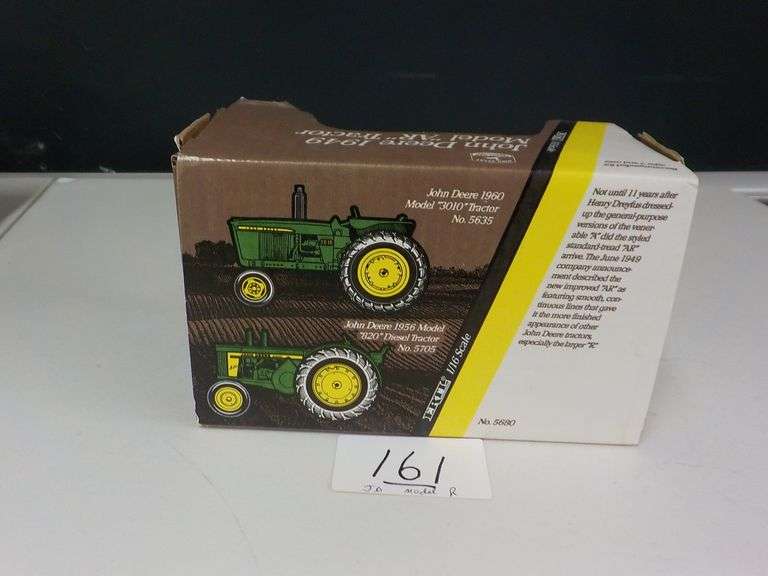 John Deere 1949
Model "AR" Tractor
John Deere 1960
Model "3010" Tractor
No. 5635
John Deere 1956 Model
"820" Diesel Tractor
No. 5705
ERTL 1/16 Scale
Not until 11 years after
Henry Dreyfus dressed-
up the general-purpose
versions of the vener-
able "A" did the styled
standard-tread "AR"
arrive. The June 1949
company announce-
ment described the
new improved "AR" as
featuring smooth, con-
tinuous lines that gave
it the more finished
appearance of other
John Deere tractors,
especially the larger "R."
No. 5680
161
JD Model R